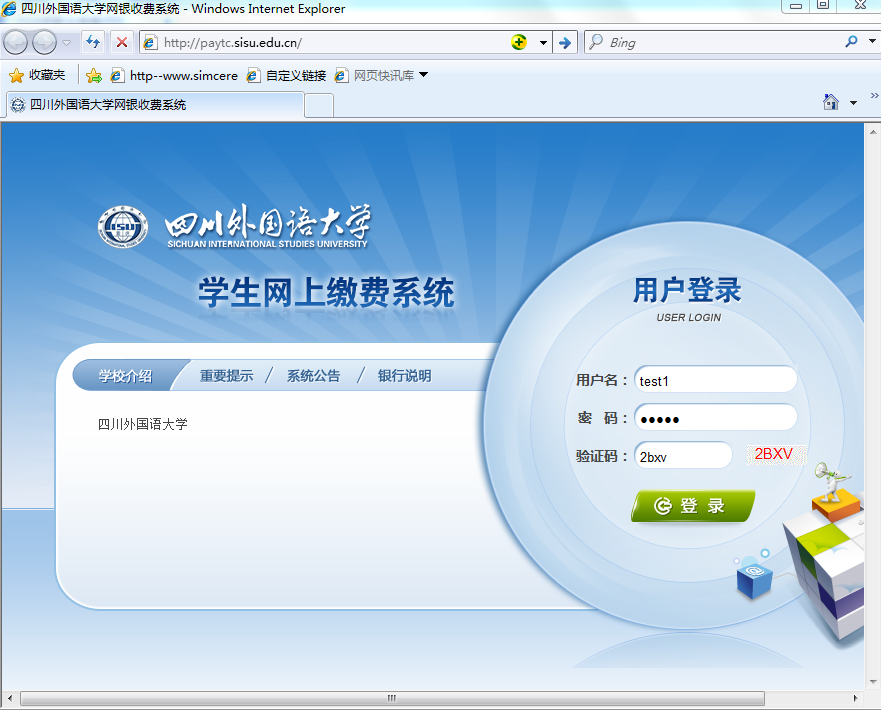 四川外国语大学网银收费系统 - Windows Internet Explorer
http://paytc.sisu.edu.cn/
Bing
收藏夹
http--www.simcere
自定义链接
网页快讯库
四川外国语大学网银收费系统
SISU
四川外国语大学
SICHUAN INTERNATIONAL STUDIES UNIVERSITY
学生网上缴费系统
用户登录
USER LOGIN
学校介绍
重要提示
系统公告
银行说明
四川外国语大学
用户名：
test1
密 码：
●●●●●
验证码：
2bxv
2BXV
登 录